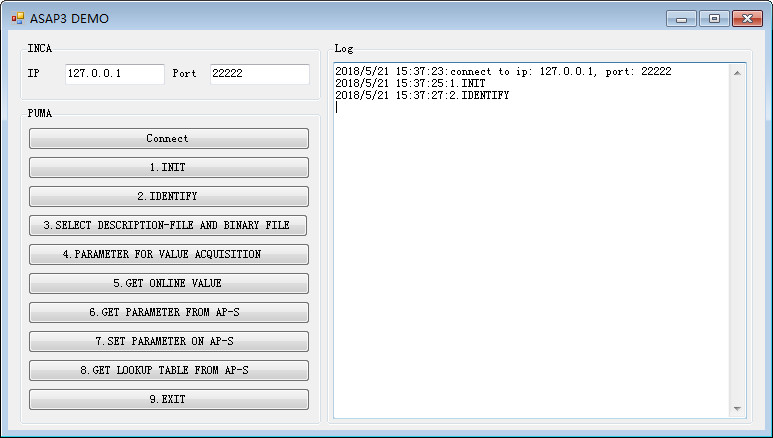 ASAP3 DEMO
INCA
IP 127.0.0.1 Port 22222
PUMA
Connect
1.INIT
2.IDENTIFY
3.SELECT DESCRIPTION-FILE AND BINARY FILE
4.PARAMETER FOR VALUE ACQUISITION
5.GET ONLINE VALUE
6.GET PARAMETER FROM AP-S
7.SET PARAMETER ON AP-S
8.GET LOOKUP TABLE FROM AP-S
9.EXIT
Log
2018/5/21 15:37:23:connect to ip: 127.0.0.1, port: 22222
2018/5/21 15:37:25:1.INIT
2018/5/21 15:37:27:2.IDENTIFY